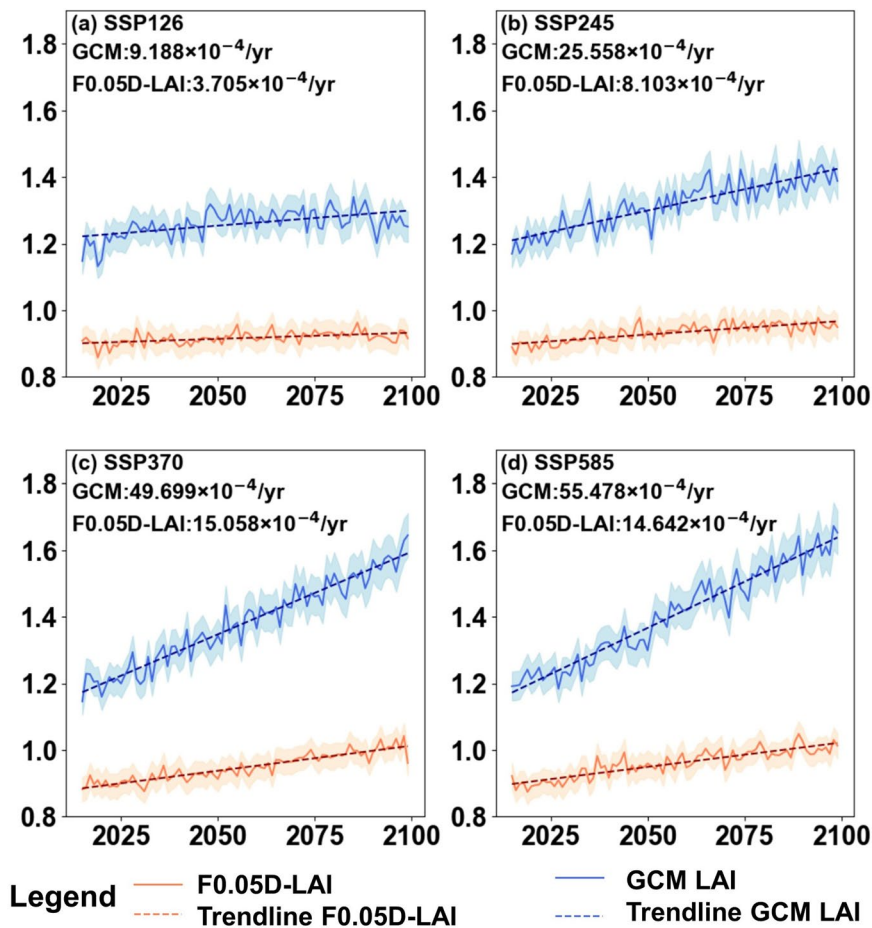 (a) SSP126
GCM:9.188×10⁻⁴/yr
F0.05D-LAI:3.705×10⁻⁴/yr
1.8
1.6
1.4
1.2
1.0
0.8
2025 2050 2075 2100
(b) SSP245
GCM:25.558×10⁻⁴/yr
F0.05D-LAI:8.103×10⁻⁴/yr
1.8
1.6
1.4
1.2
1.0
0.8
2025 2050 2075 2100
(c) SSP370
GCM:49.699×10⁻⁴/yr
F0.05D-LAI:15.058×10⁻⁴/yr
1.8
1.6
1.4
1.2
1.0
0.8
2025 2050 2075 2100
(d) SSP585
GCM:55.478×10⁻⁴/yr
F0.05D-LAI:14.642×10⁻⁴/yr
1.8
1.6
1.4
1.2
1.0
0.8
2025 2050 2075 2100
Legend
F0.05D-LAI
Trendline F0.05D-LAI
GCM LAI
Trendline GCM LAI